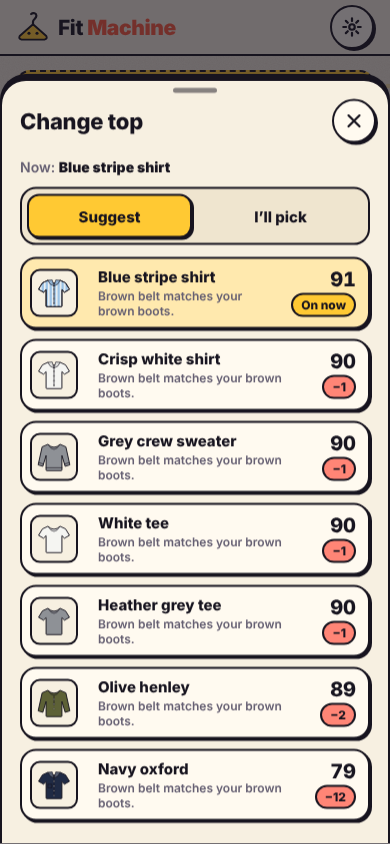 Fit Machine
Change top
Now: Blue stripe shirt
Suggest
I’ll pick
Blue stripe shirt
91
Brown belt matches your
brown boots.
On now
Crisp white shirt
90
Brown belt matches your brown
boots.
−1
Grey crew sweater
90
Brown belt matches your brown
boots.
−1
White tee
90
Brown belt matches your brown
boots.
−1
Heather grey tee
90
Brown belt matches your brown
boots.
−1
Olive henley
89
Brown belt matches your brown
boots.
−2
Navy oxford
79
Brown belt matches your brown
boots.
−12